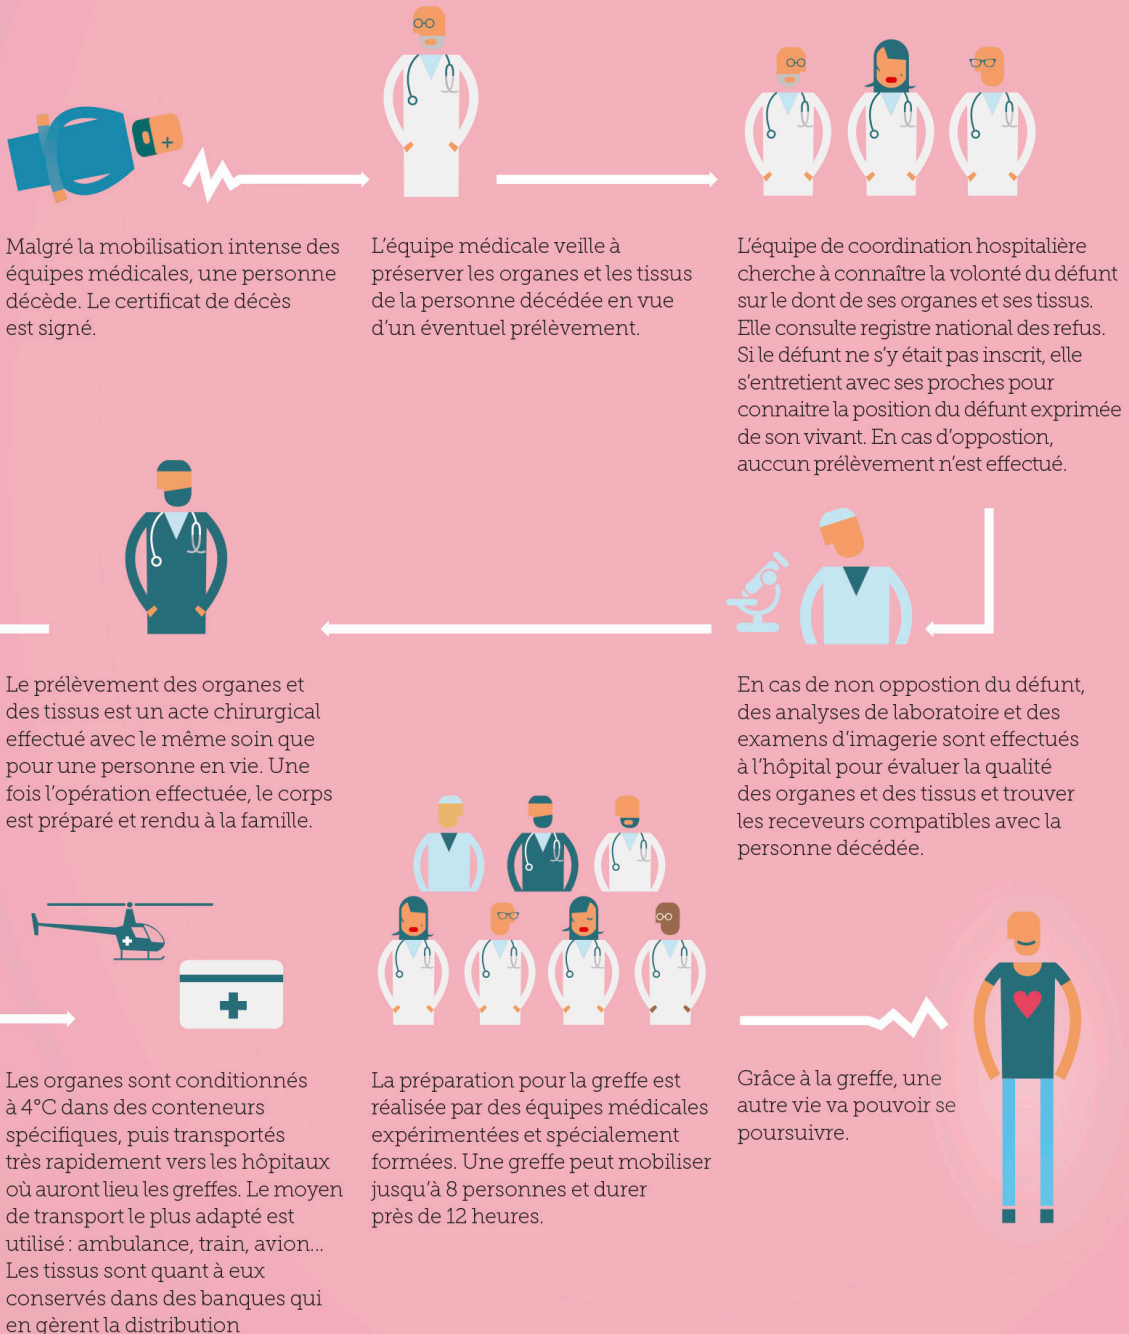 Malgré la mobilisation intense des
équipes médicales, une personne
décède. Le certificat de décès
est signé.
L'équipe médicale veille à
préserver les organes et les tissus
de la personne décédée en vue
d'un éventuel prélèvement.
L'équipe de coordination hospitalière
cherche à connaître la volonté du défunt
sur le dont de ses organes et ses tissus.
Elle consulte registre national des refus.
Si le défunt ne s'y était pas inscrit, elle
s'entretient avec ses proches pour
connaitre la position du défunt exprimée
de son vivant. En cas d'oppostion,
auccun prélèvement n'est effectué.
En cas de non oppostion du défunt,
des analyses de laboratoire et des
examens d'imagerie sont effectués
à l'hôpital pour évaluer la qualité
des organes et des tissus et trouver
les receveurs compatibles avec la
personne décédée.
Le prélèvement des organes et
des tissus est un acte chirurgical
effectué avec le même soin que
pour une personne en vie. Une
fois l'opération effectuée, le corps
est préparé et rendu à la famille.
Les organes sont conditionnés
à 4°C dans des conteneurs
spécifiques, puis transportés
très rapidement vers les hôpitaux
où auront lieu les greffes. Le moyen
de transport le plus adapté est
utilisé : ambulance, train, avion...
Les tissus sont quant à eux
conservés dans des banques qui
en gèrent la distribution
La préparation pour la greffe est
réalisée par des équipes médicales
expérimentées et spécialement
formées. Une greffe peut mobiliser
jusqu'à 8 personnes et durer
près de 12 heures.
Grâce à la greffe, une
autre vie va pouvoir se
poursuivre.